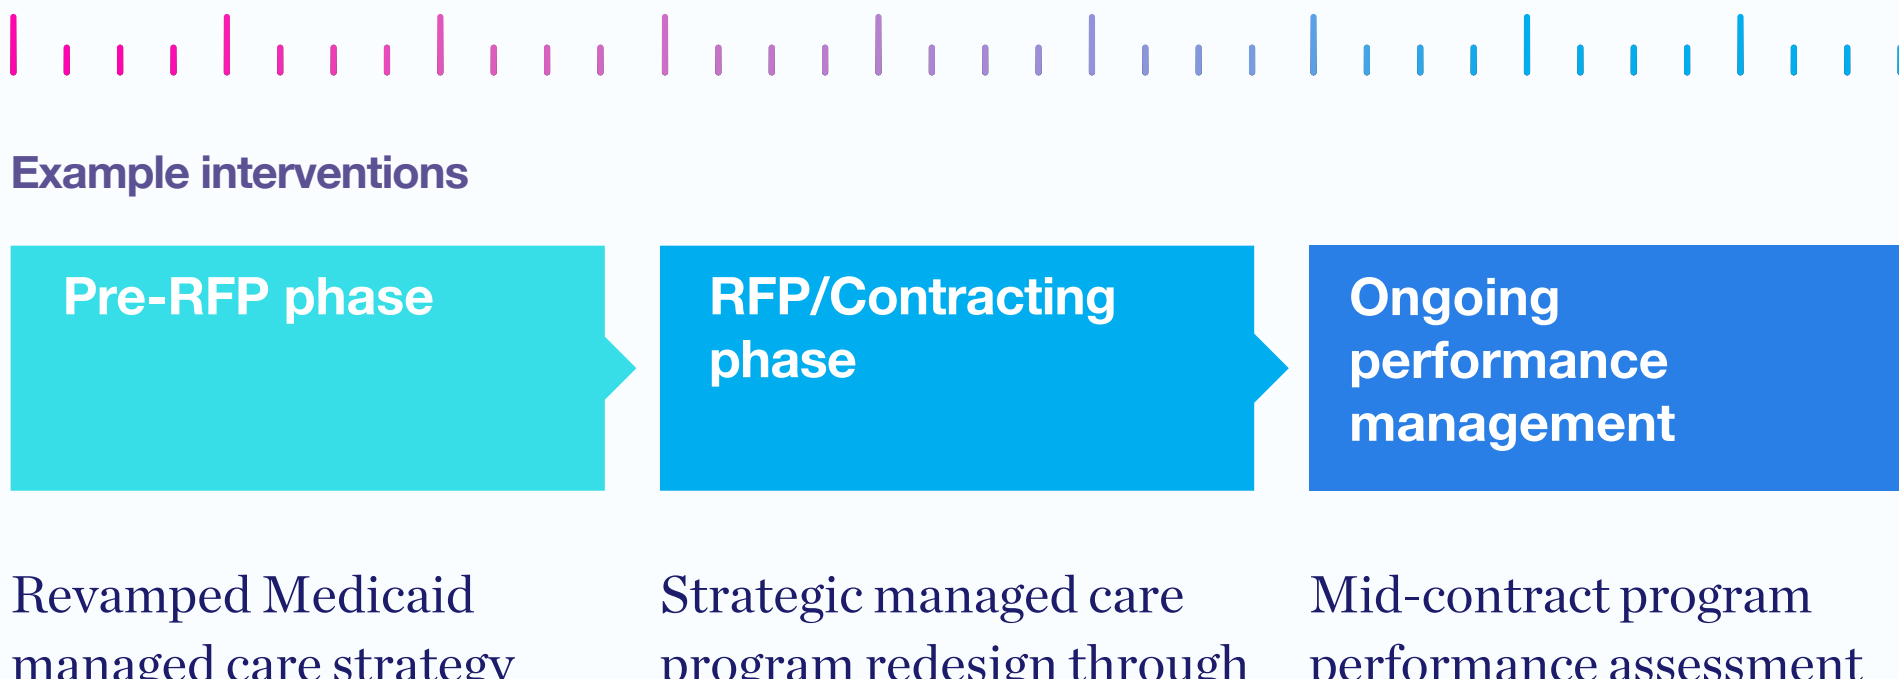 Example interventions
Pre-RFP phase
RFP/Contracting
phase
Ongoing
performance
management
Revamped Medicaid
managed care strategy
Strategic managed care
program redesign through
Mid-contract program
performance assessment